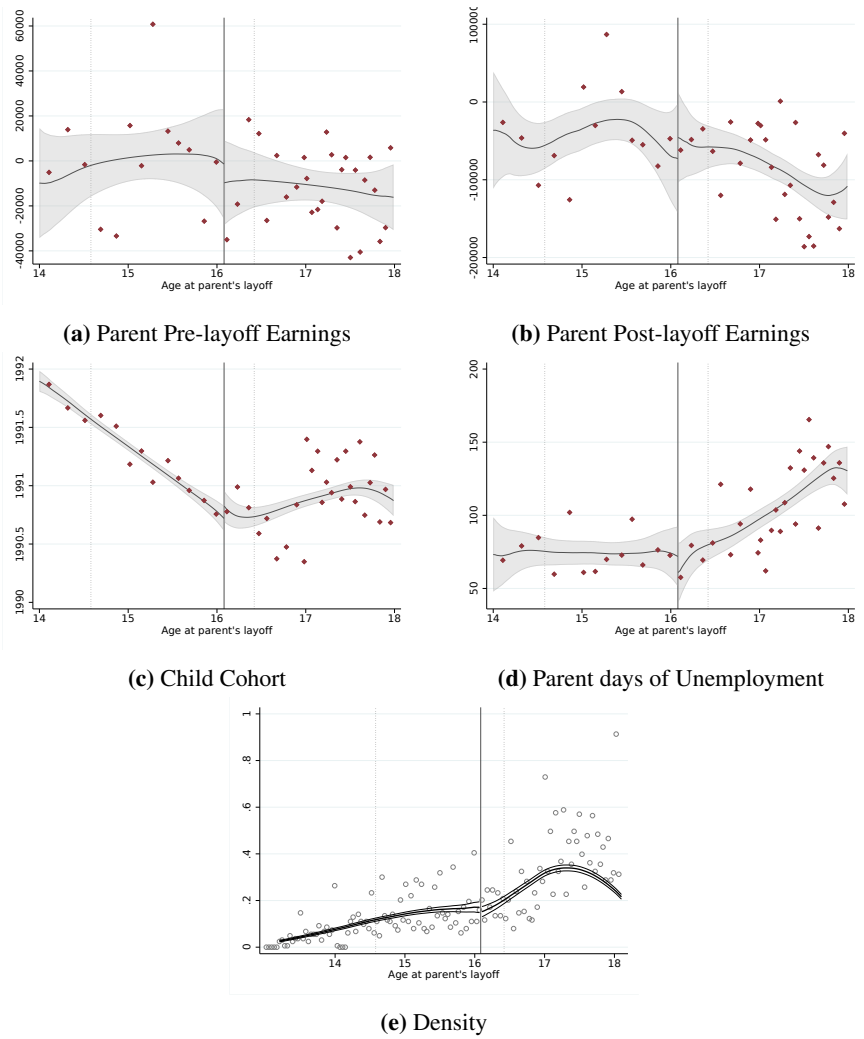 60000
40000
20000
0
-20000
-40000
14 15 16 17 18
Age at parent's layoff
(a) Parent Pre-layoff Earnings
100000
0
-100000
-200000
14 15 16 17 18
Age at parent's layoff
(b) Parent Post-layoff Earnings
1992
1991.5
1991
1990.5
1990
14 15 16 17 18
Age at parent's layoff
(c) Child Cohort
200
150
100
50
14 15 16 17 18
Age at parent's layoff
(d) Parent days of Unemployment
1
.8
.6
.4
.2
0
14 15 16 17 18
Age at parent's layoff
(e) Density